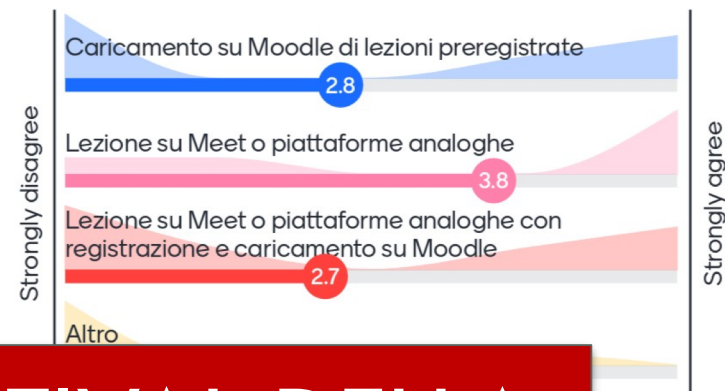 Caricamento su Moodle di lezioni preregistrate
2.8
Strongly disagree
Strongly agree
Lezione su Meet o piattaforme analoghe
3.8
Lezione su Meet o piattaforme analoghe con
registrazione e caricamento su Moodle
2.7
Altro